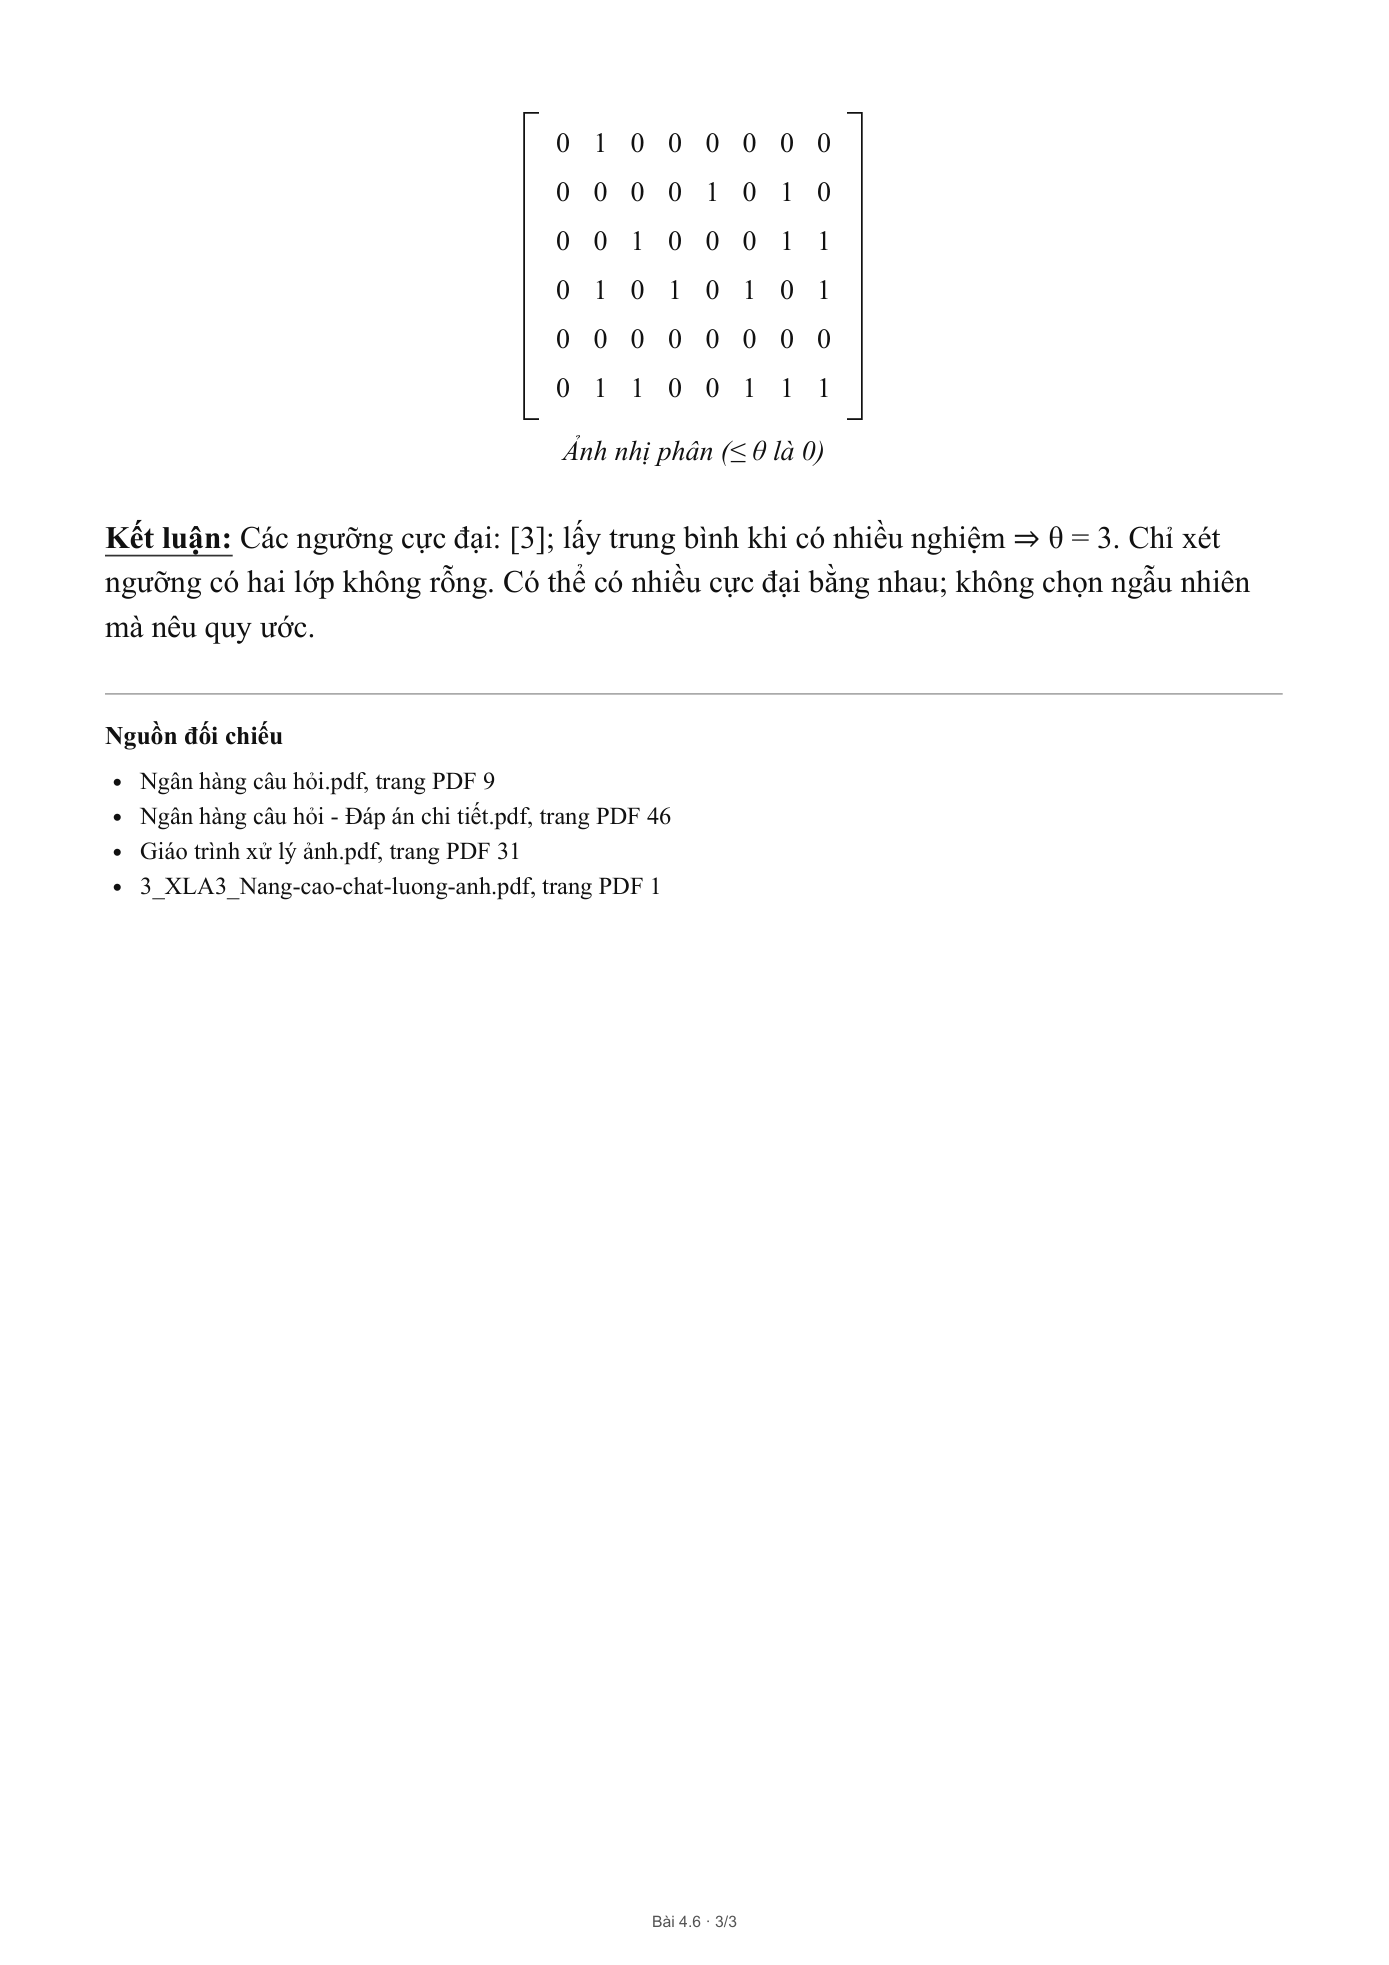 0 1 0 0 0 0 0 0
0 0 0 0 1 0 1 0
0 0 1 0 0 0 1 1
0 1 0 1 0 1 0 1
0 0 0 0 0 0 0 0
0 1 1 0 0 1 1 1
Ảnh nhị phân (≤ θ là 0)
Kết luận: Các ngưỡng cực đại: [3]; lấy trung bình khi có nhiều nghiệm ⇒ θ = 3. Chỉ xét
ngưỡng có hai lớp không rỗng. Có thể có nhiều cực đại bằng nhau; không chọn ngẫu nhiên
mà nêu quy ước.
Nguồn đối chiếu
• Ngân hàng câu hỏi.pdf, trang PDF 9
• Ngân hàng câu hỏi - Đáp án chi tiết.pdf, trang PDF 46
• Giáo trình xử lý ảnh.pdf, trang PDF 31
• 3_XLA3_Nang-cao-chat-luong-anh.pdf, trang PDF 1
Bài 4.6 · 3/3